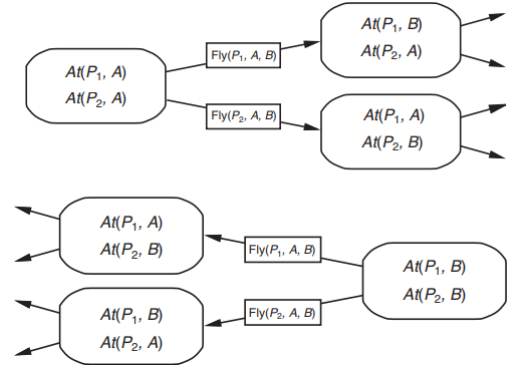 At(P₁, A)
At(P₂, A)
Fly(P₁, A, B)
Fly(P₂, A, B)
At(P₁, B)
At(P₂, A)
At(P₁, A)
At(P₂, B)
At(P₁, A)
At(P₂, B)
At(P₁, B)
At(P₂, A)
Fly(P₁, A, B)
Fly(P₂, A, B)
At(P₁, B)
At(P₂, B)